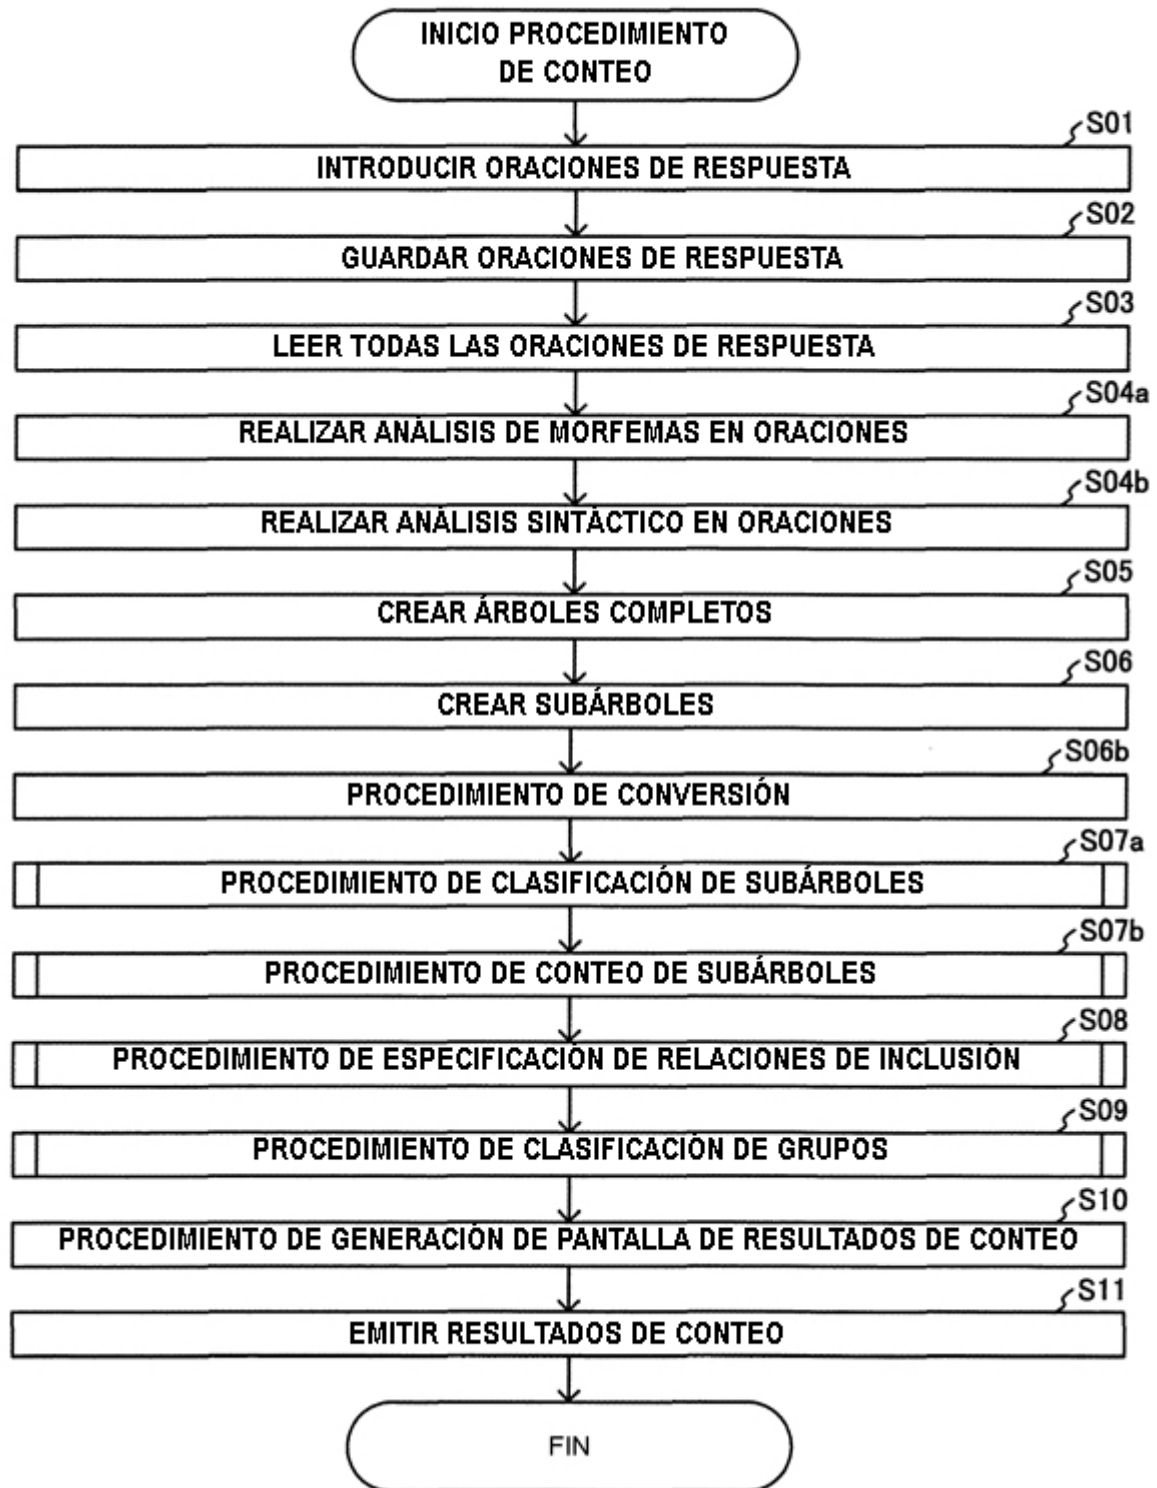 INICIO PROCEDIMIENTO
DE CONTEO
S01
INTRODUCIR ORACIONES DE RESPUESTA
S02
GUARDAR ORACIONES DE RESPUESTA
S03
LEER TODAS LAS ORACIONES DE RESPUESTA
S04a
REALIZAR ANÁLISIS DE MORFEMAS EN ORACIONES
S04b
REALIZAR ANÁLISIS SINTÁCTICO EN ORACIONES
S05
CREAR ÁRBOLES COMPLETOS
S06
CREAR SUBÁRBOLES
S06b
PROCEDIMIENTO DE CONVERSIÓN
S07a
PROCEDIMIENTO DE CLASIFICACIÓN DE SUBÁRBOLES
S07b
PROCEDIMIENTO DE CONTEO DE SUBÁRBOLES
S08
PROCEDIMIENTO DE ESPECIFICACIÓN DE RELACIONES DE INCLUSIÓN
S09
PROCEDIMIENTO DE CLASIFICACIÓN DE GRUPOS
S10
PROCEDIMIENTO DE GENERACIÓN DE PANTALLA DE RESULTADOS DE CONTEO
S11
EMITIR RESULTADOS DE CONTEO
FIN